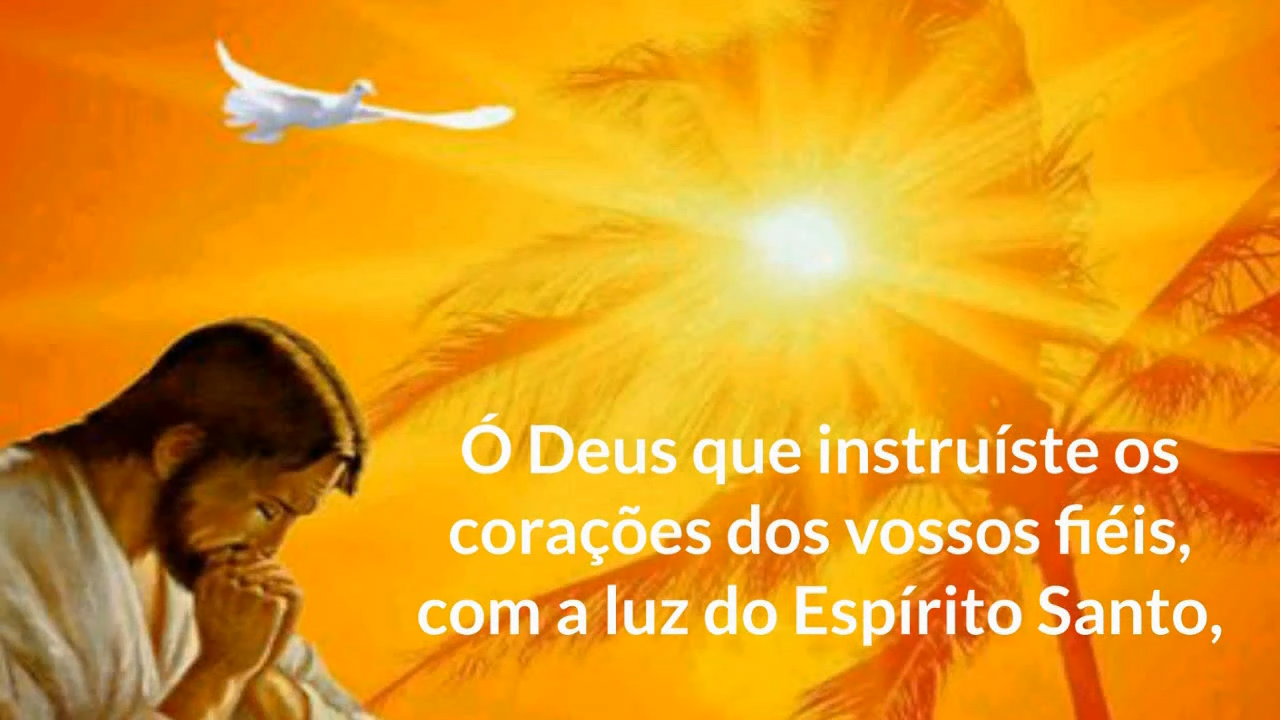 Ó Deus que instruíste os
corações dos vossos fiéis,
com a luz do Espírito Santo,